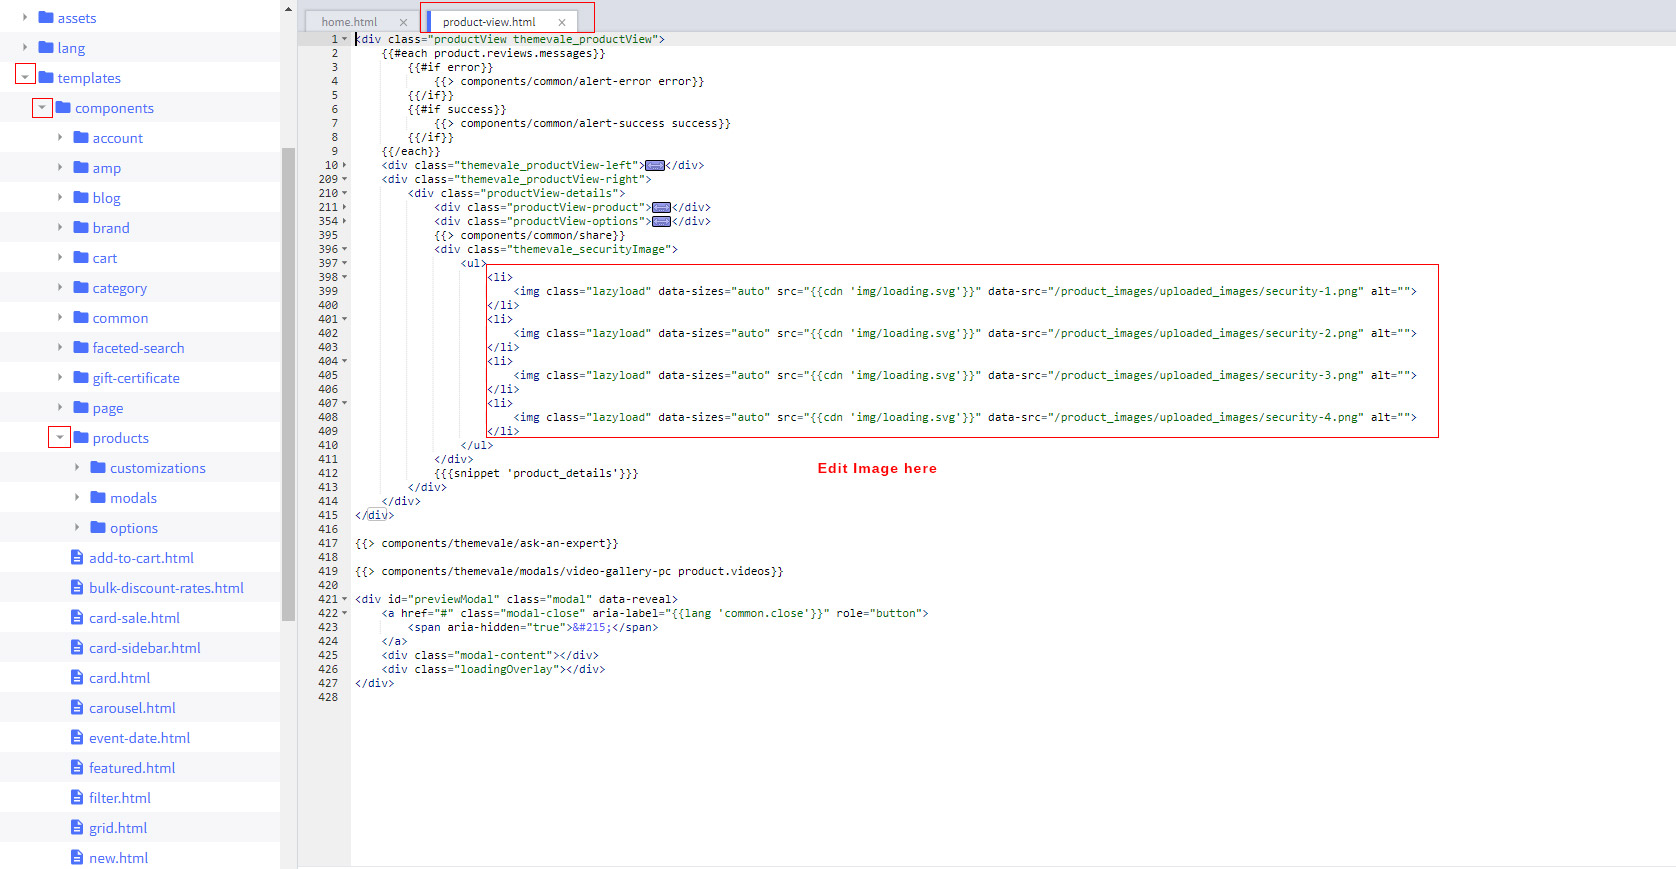 assets
lang
templates
components
account
amp
blog
brand
cart
category
common
faceted-search
gift-certificate
page
products
customizations
modals
options
add-to-cart.html
bulk-discount-rates.html
card-sale.html
card-sidebar.html
card.html
carousel.html
event-date.html
featured.html
filter.html
grid.html
new.html
home.html
product-view.html
1 <div class="productView themevale_productView">
2 {{#each product.reviews.messages}}
3 {{#if error}}
4 {{> components/common/alert-error error}}
5 {{/if}}
6 {{#if success}}
7 {{> components/common/alert-success success}}
8 {{/if}}
9 {{/each}}
10 <div class="themevale_productView-left"></div>
209 <div class="themevale_productView-right">
210 <div class="productView-details">
211 <div class="productView-product"></div>
354 <div class="productView-options"></div>
395 {{> components/common/share}}
396 <div class="themevale_securityImage">
397 <ul>
398 <li>
399 <img class="lazyload" data-sizes="auto" src="{{cdn 'img/loading.svg'}}" data-src="/product_images/uploaded_images/security-1.png" alt="">
400 </li>
401 <li>
402 <img class="lazyload" data-sizes="auto" src="{{cdn 'img/loading.svg'}}" data-src="/product_images/uploaded_images/security-2.png" alt="">
403 </li>
404 <li>
405 <img class="lazyload" data-sizes="auto" src="{{cdn 'img/loading.svg'}}" data-src="/product_images/uploaded_images/security-3.png" alt="">
406 </li>
407 <li>
408 <img class="lazyload" data-sizes="auto" src="{{cdn 'img/loading.svg'}}" data-src="/product_images/uploaded_images/security-4.png" alt="">
409 </li>
410 </ul>
411 </div>
412 {{{snippet 'product_details'}}}
Edit Image here
413 </div>
414 </div>
415 </div>
416
417 {{> components/themevale/ask-an-expert}}
418
419 {{> components/themevale/modals/video-gallery-pc product.videos}}
420
421 <div id="previewModal" class="modal" data-reveal>
422 <a href="#" class="modal-close" aria-label="{{lang 'common.close'}}" role="button">
423 <span aria-hidden="true">&#215;</span>
424 </a>
425 <div class="modal-content"></div>
426 <div class="loadingOverlay"></div>
427 </div>
428